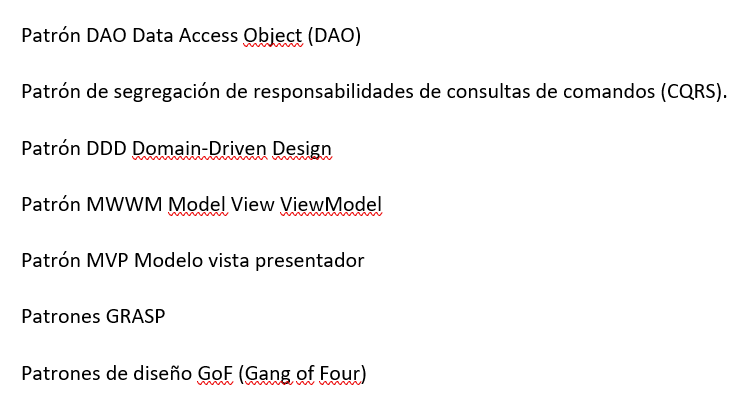 Patrón DAO Data Access Object (DAO)
Patrón de segregación de responsabilidades de consultas de comandos (CQRS).
Patrón DDD Domain-Driven Design
Patrón MWWM Model View ViewModel
Patrón MVP Modelo vista presentador
Patrones GRASP
Patrones de diseño GoF (Gang of Four)